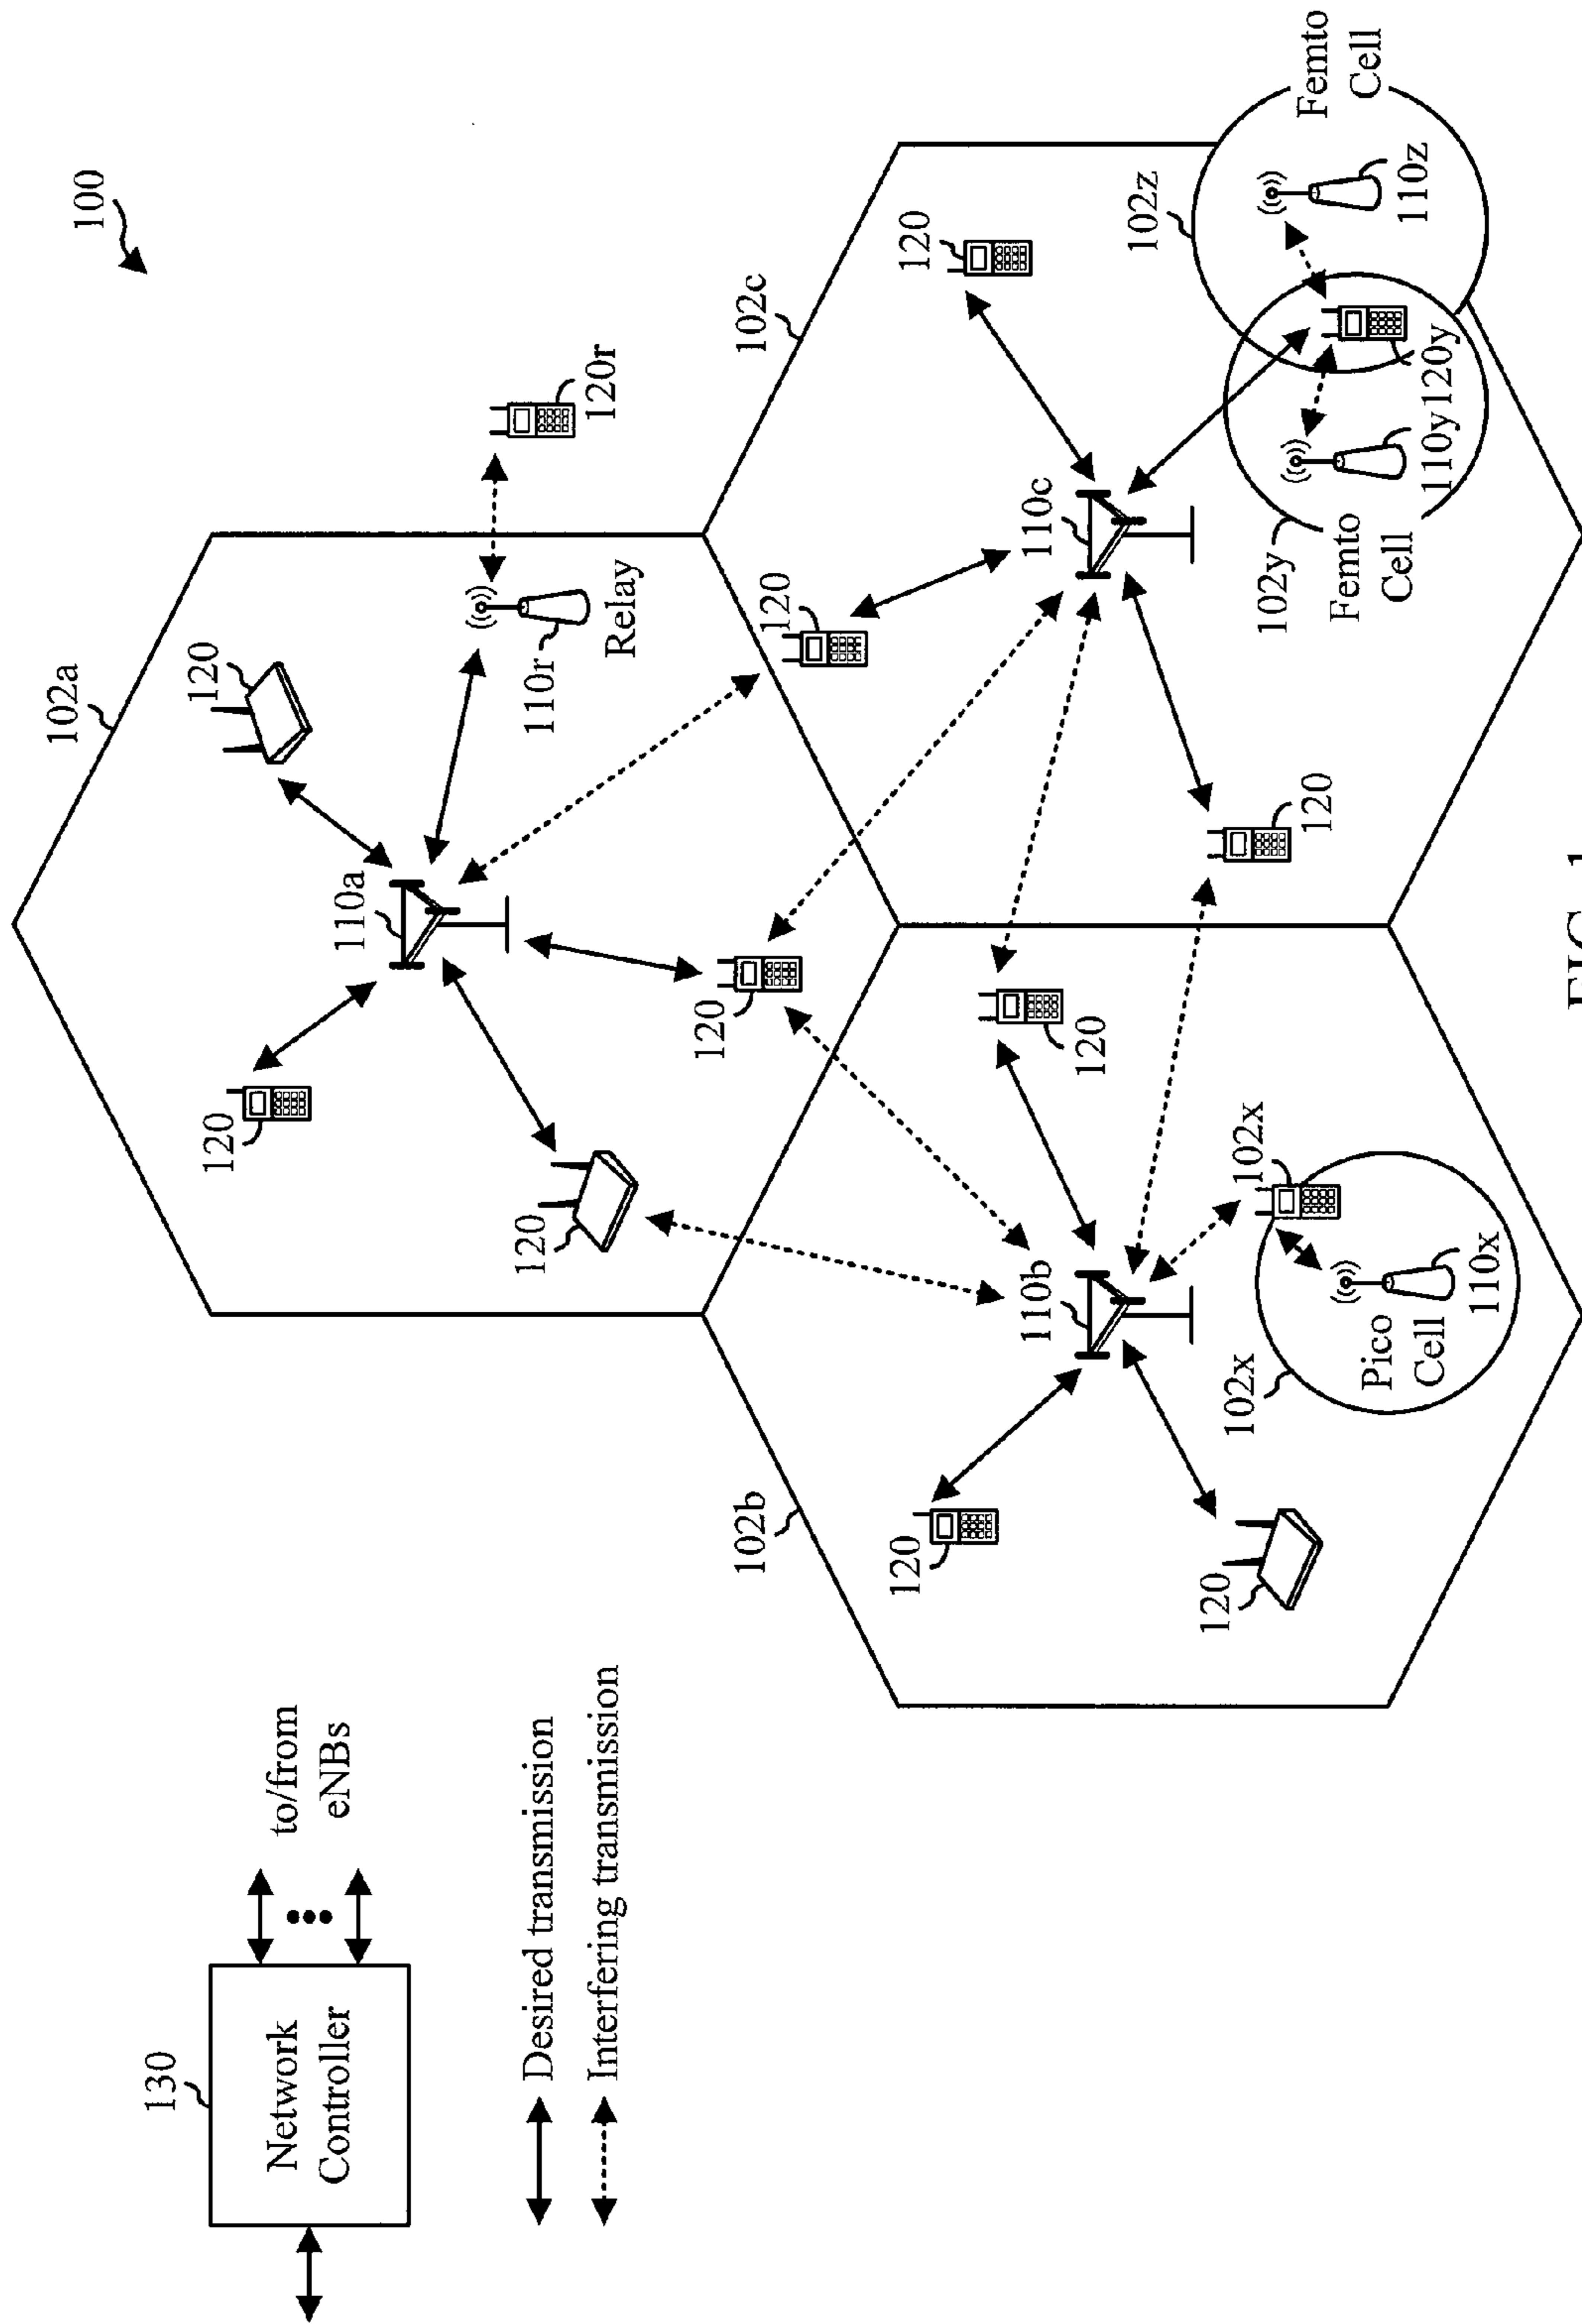 100
130
Network
Controller
to/from
eNBs
Desired transmission
Interfering transmission
102a
120
120
110a
110r
Relay
120r
120
120
120
102c
102b
120
110b
120
120
102x
110x
Pico
Cell
102x
120
110c
120
120
102z
Femto
Cell
110z
120y
110y
102y
Femto
Cell
FIG. 1